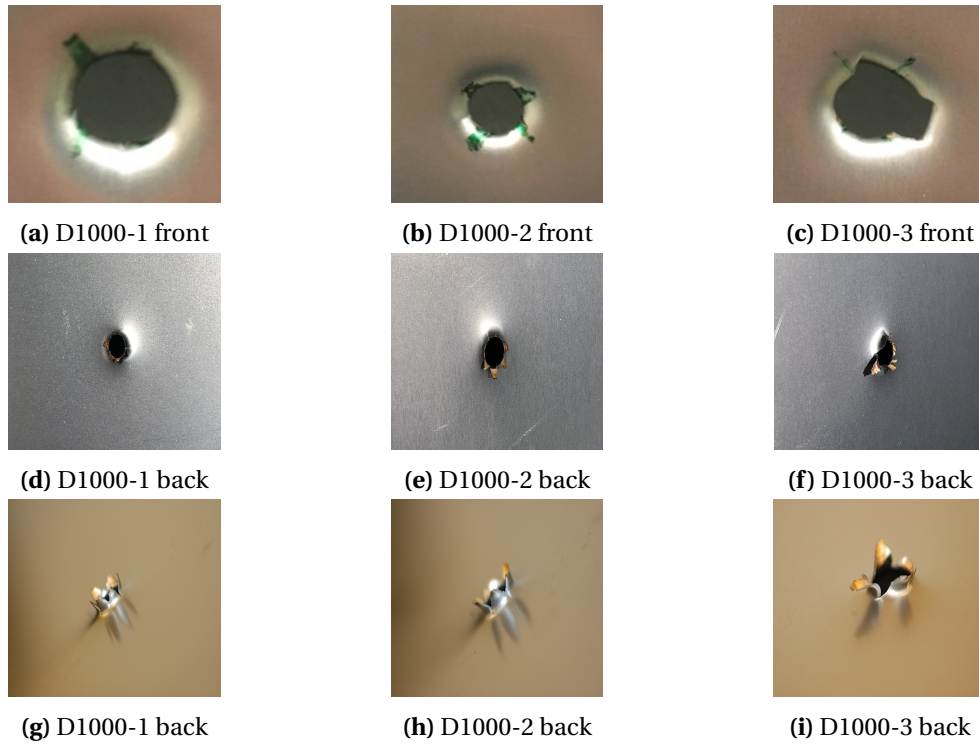 (a) D1000-1 front
(b) D1000-2 front
(c) D1000-3 front
(d) D1000-1 back
(e) D1000-2 back
(f) D1000-3 back
(g) D1000-1 back
(h) D1000-2 back
(i) D1000-3 back